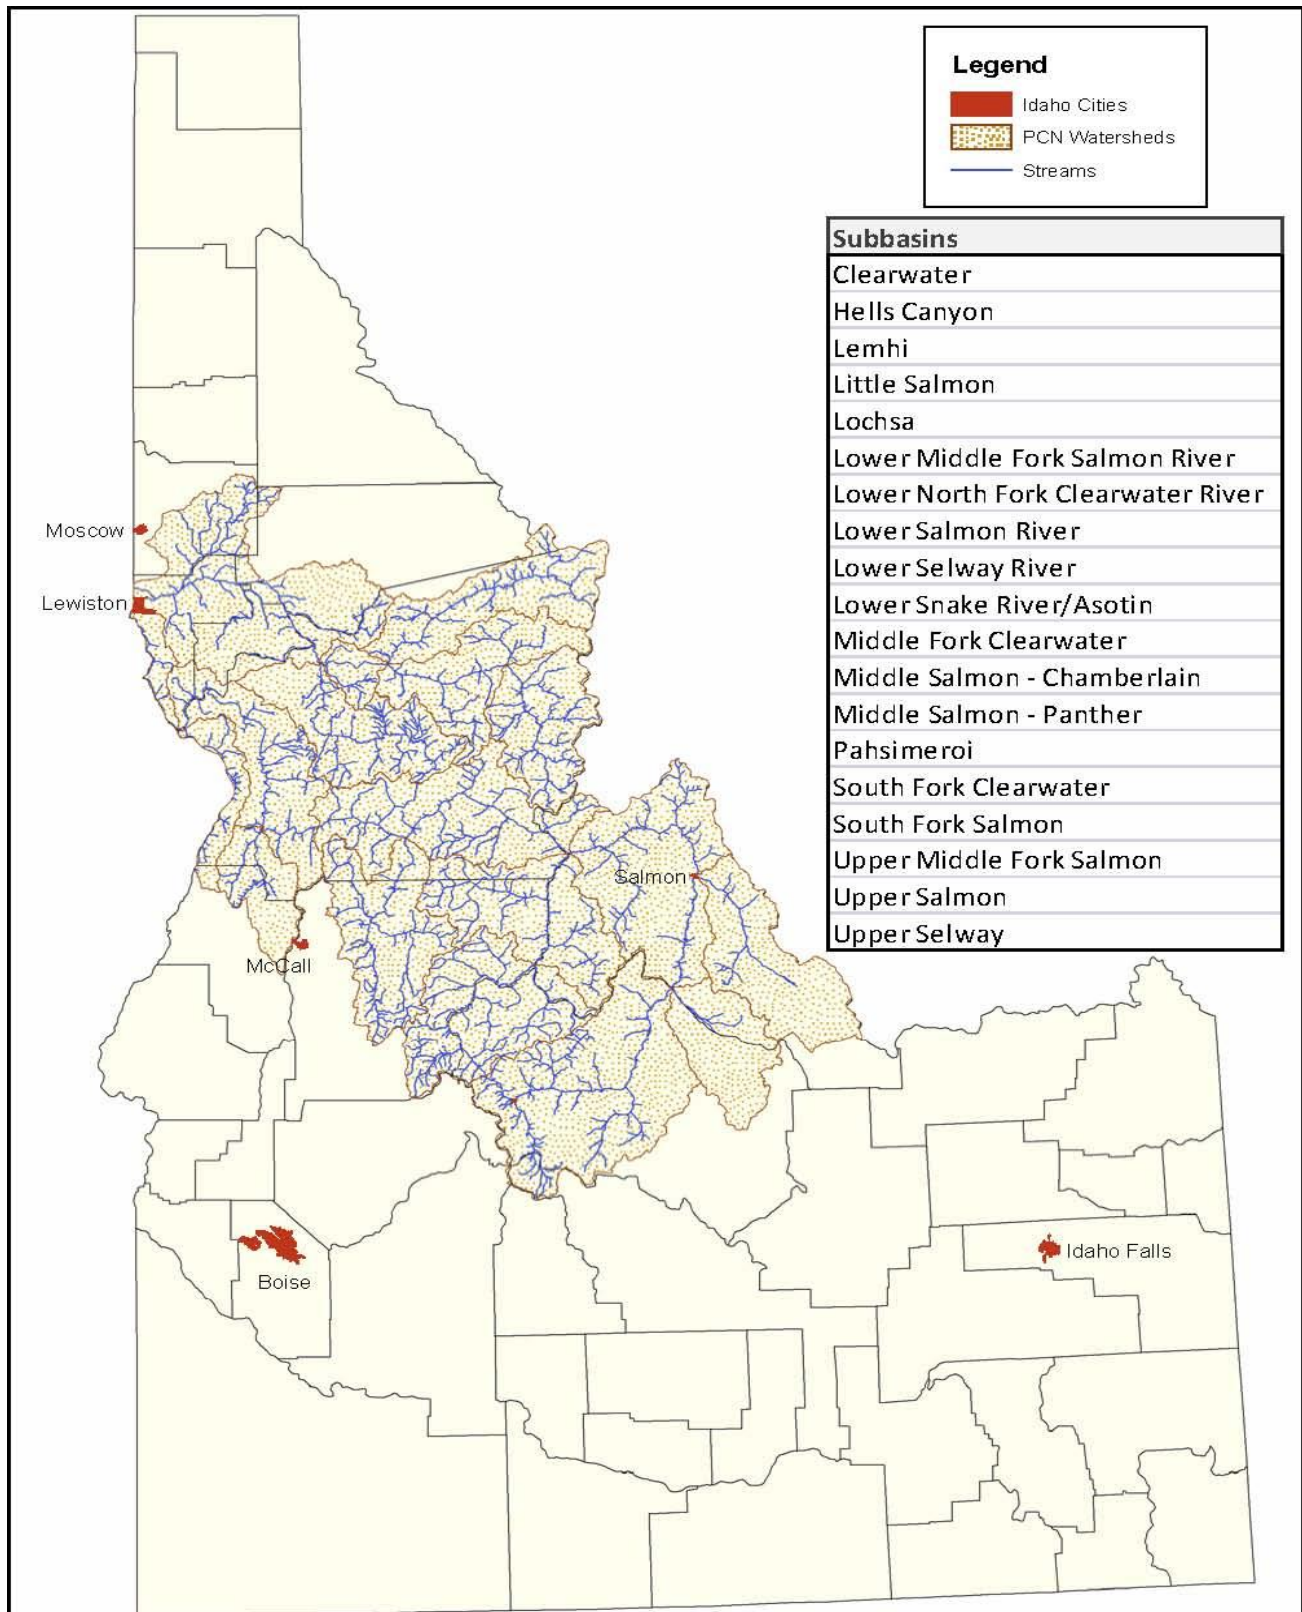 Legend
Idaho Cities
PCN Watersheds
Streams
Subbasins
Clearwater
Hells Canyon
Lemhi
Little Salmon
Lochsa
Lower Middle Fork Salmon River
Lower North Fork Clearwater River
Lower Salmon River
Lower Selway River
Lower Snake River/Asotin
Middle Fork Clearwater
Middle Salmon - Chamberlain
Middle Salmon - Panther
Pahsimeroi
South Fork Clearwater
South Fork Salmon
Upper Middle Fork Salmon
Upper Salmon
Upper Selway
Moscow
Lewiston
Salmon
McCall
Boise
Idaho Falls